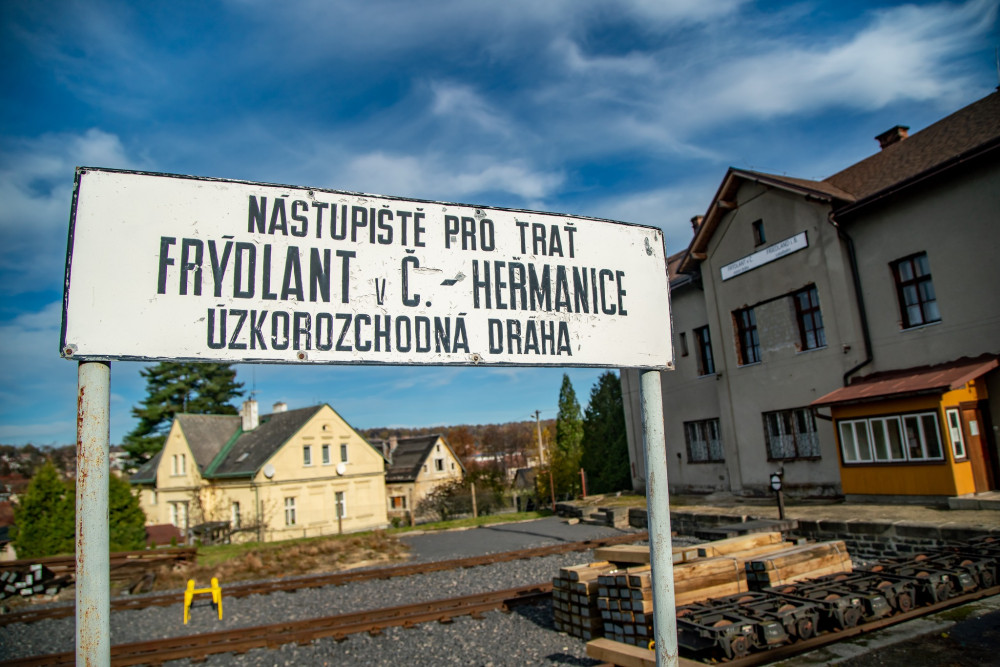 NÁSTUPIŠTĚ PRO TRAŤ
FRÝDLANT v Č. - HEŘMANICE
ÚZKOROZCHODNÁ DRÁHA